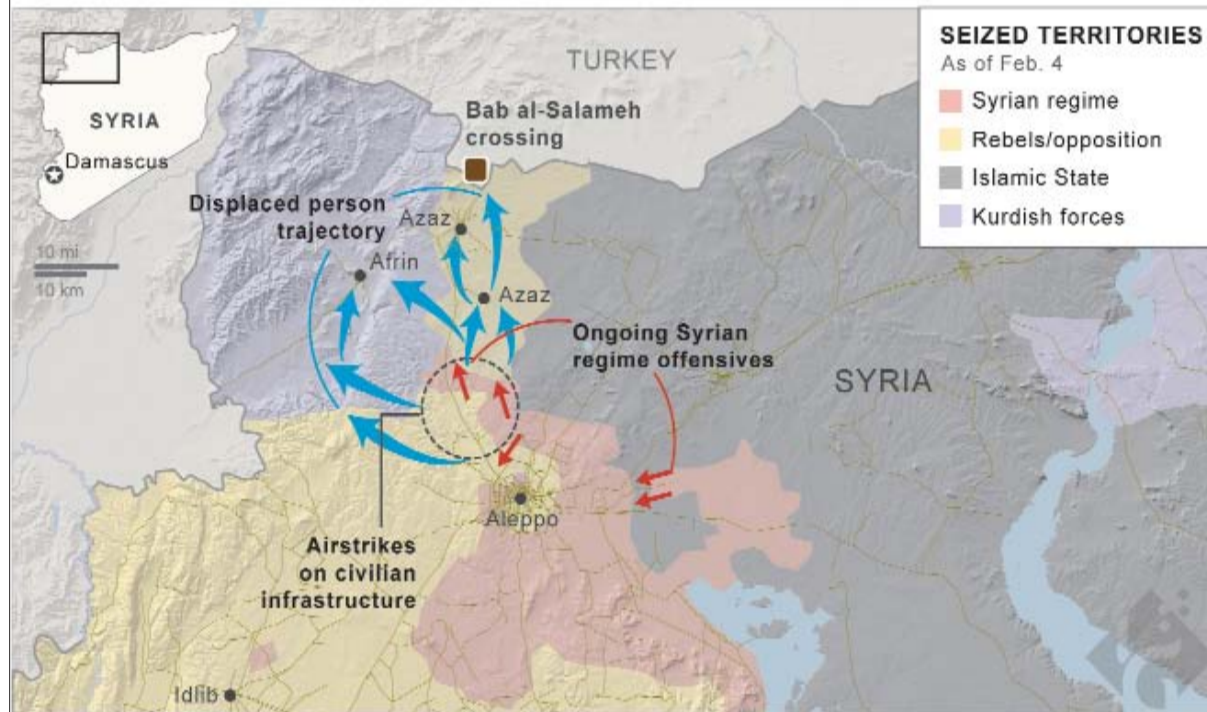 SEIZED TERRITORIES
As of Feb. 4
Syrian regime
Rebels/opposition
Islamic State
Kurdish forces
TURKEY
SYRIA
Damascus
Bab al-Salameh
crossing
Displaced person
trajectory
Azaz
10 mi
10 km
Afrin
Azaz
Ongoing Syrian
regime offensives
SYRIA
Aleppo
Airstrikes
on civilian
infrastructure
Idlib